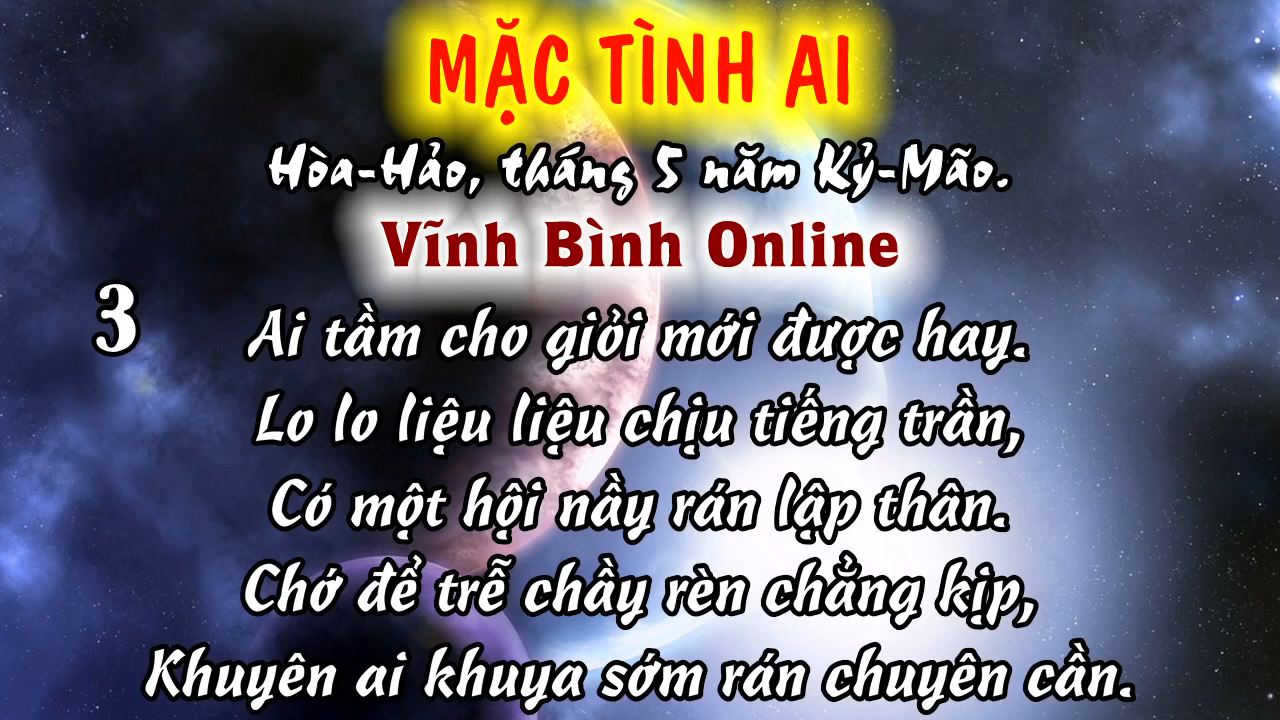 MẶC TÌNH AI
Hòa-Hảo, tháng 5 năm Kỷ-Mão.
Vĩnh Bình Online
3
Ai tầm cho giỏi mới được hay.
Lo lo liệu liệu chịu tiếng trần,
Có một hội nầy rán lập thân.
Chớ để trễ chầy rèn chẳng kịp,
Khuyên ai khuya sớm rán chuyên cần.